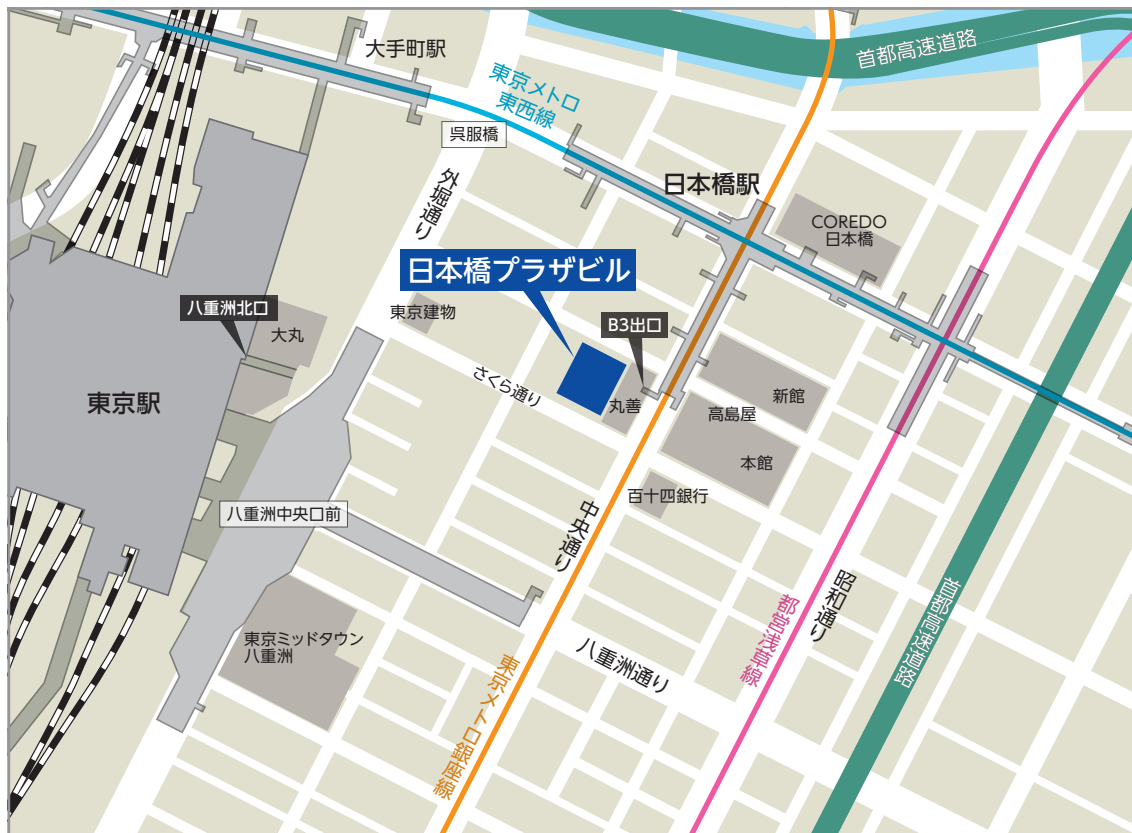 大手町駅
首都高速道路
東京メトロ
東西線
呉服橋
外堀通り
日本橋駅
COREDO
日本橋
日本橋プラザビル
八重洲北口
大丸
東京建物
B3出口
さくら通り
丸善
新館
高島屋
本館
東京駅
百十四銀行
八重洲中央口前
中央通り
昭和通り
都営浅草線
首都高速道路
東京ミッドタウン
八重洲
八重洲通り
東京メトロ銀座線